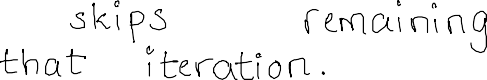 skips remaining
that iteration.